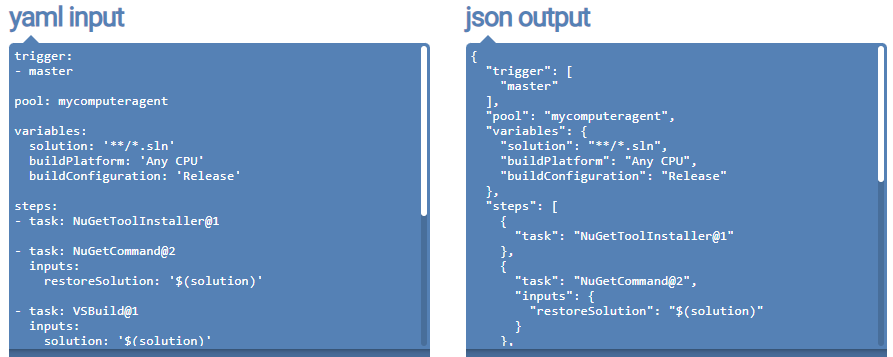 yaml input
trigger:
- master
pool: mycomputeragent
variables:
  solution: '**/*.sln'
  buildPlatform: 'Any CPU'
  buildConfiguration: 'Release'
steps:
- task: NuGetToolInstaller@1
- task: NuGetCommand@2
  inputs:
    restoreSolution: '$(solution)'
- task: VSBuild@1
  inputs:
    solution: '$(solution)'
json output
{
  "trigger": [
    "master"
  ],
  "pool": "mycomputeragent",
  "variables": {
    "solution": "**/*.sln",
    "buildPlatform": "Any CPU",
    "buildConfiguration": "Release"
  },
  "steps": [
    {
      "task": "NuGetToolInstaller@1"
    },
    {
      "task": "NuGetCommand@2",
      "inputs": {
        "restoreSolution": "$(solution)"
      }
    },